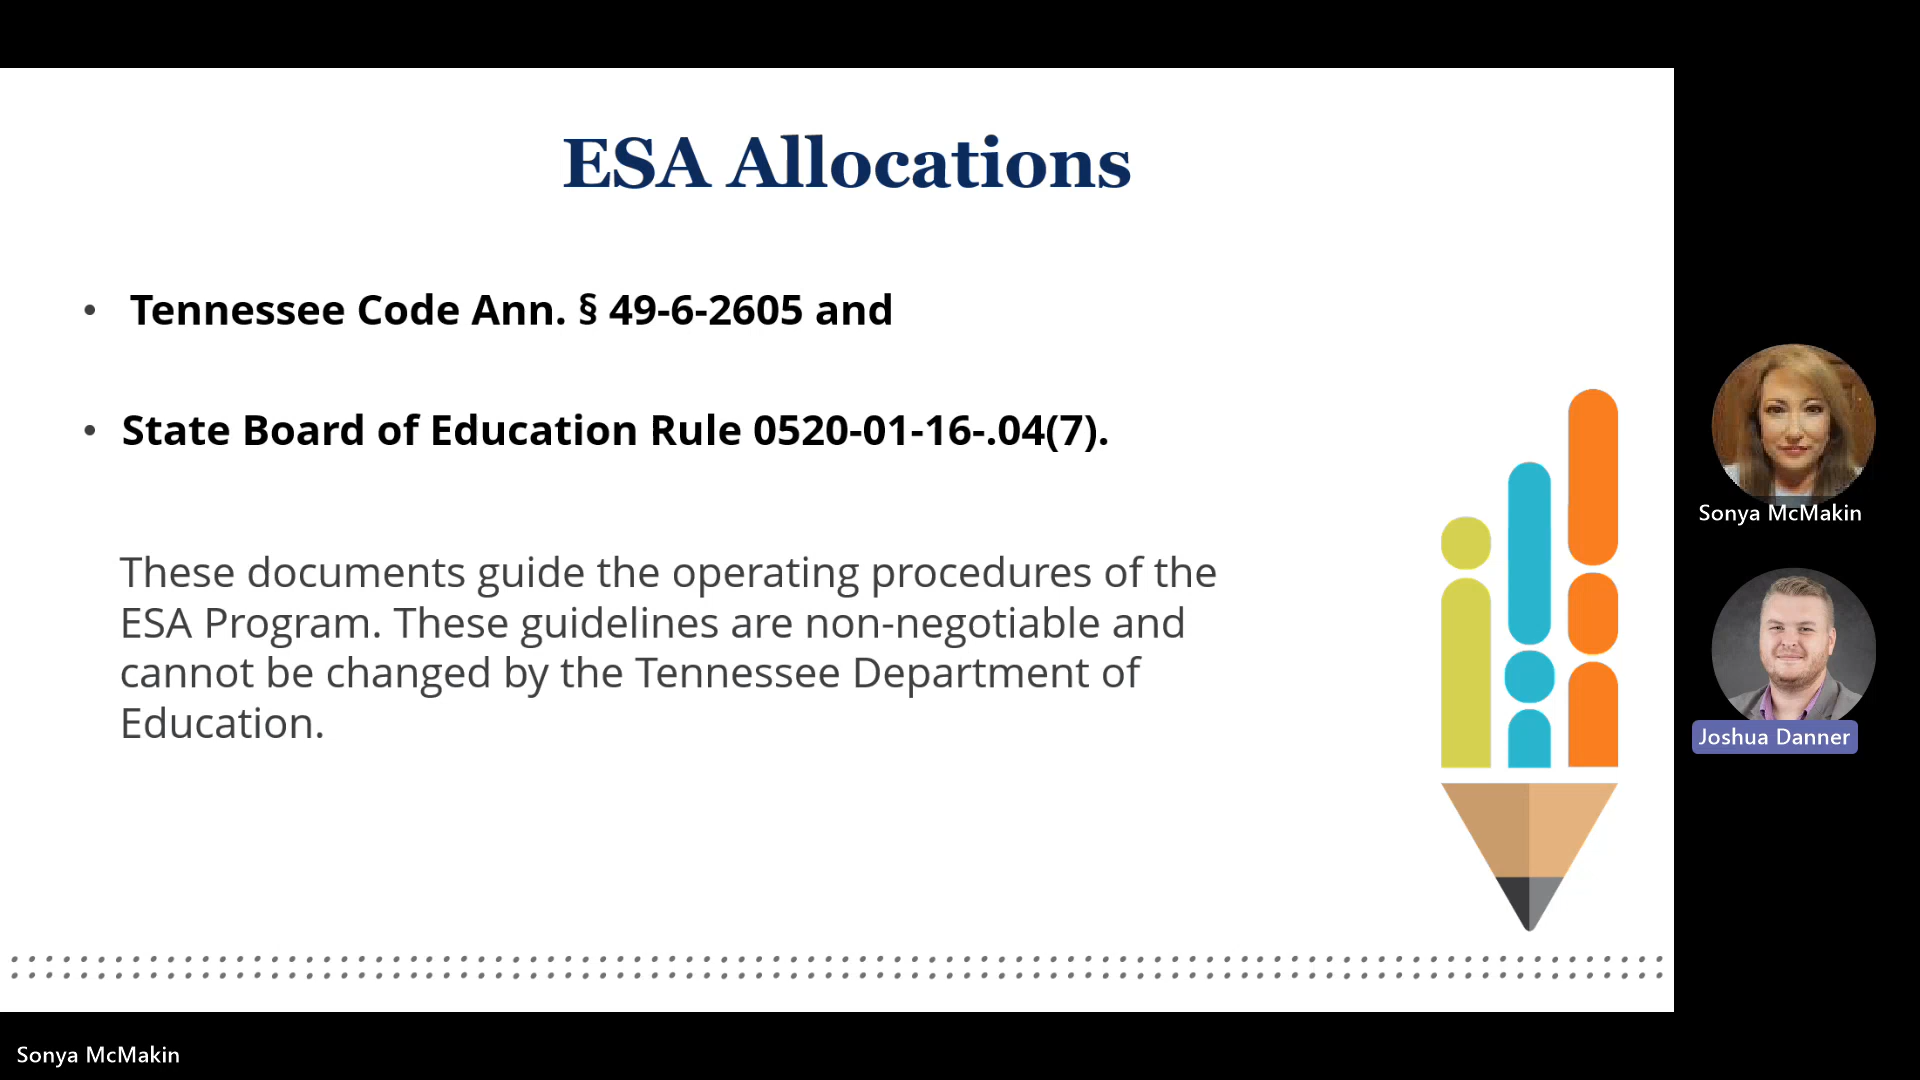 ESA Allocations
• Tennessee Code Ann. § 49-6-2605 and
• State Board of Education Rule 0520-01-16-.04(7).
These documents guide the operating procedures of the
ESA Program. These guidelines are non-negotiable and
cannot be changed by the Tennessee Department of
Education.
Sonya McMakin
Joshua Danner
Sonya McMakin